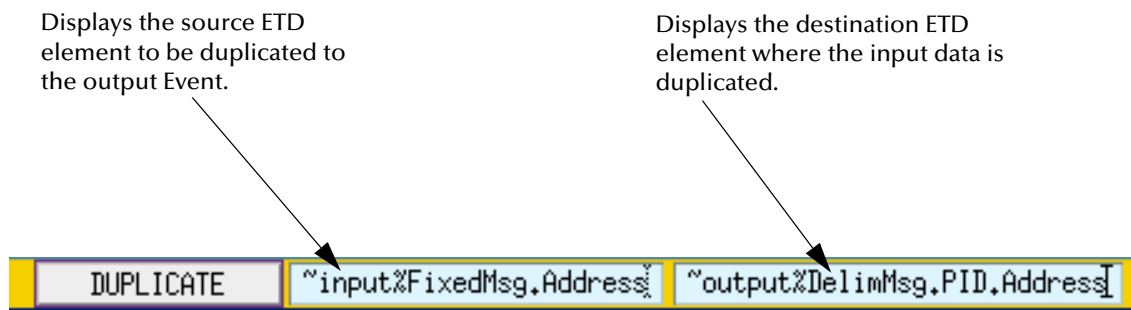 Displays the source ETD
element to be duplicated to
the output Event.
Displays the destination ETD
element where the input data is
duplicated.
DUPLICATE
~input%FixedMsg.Address
~output%DelimMsg.PID.Address